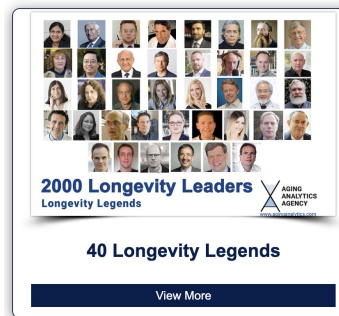 2000 Longevity Leaders
Longevity Legends
AGING
ANALYTICS
AGENCY
www.aginganalytics.com
40 Longevity Legends
View More